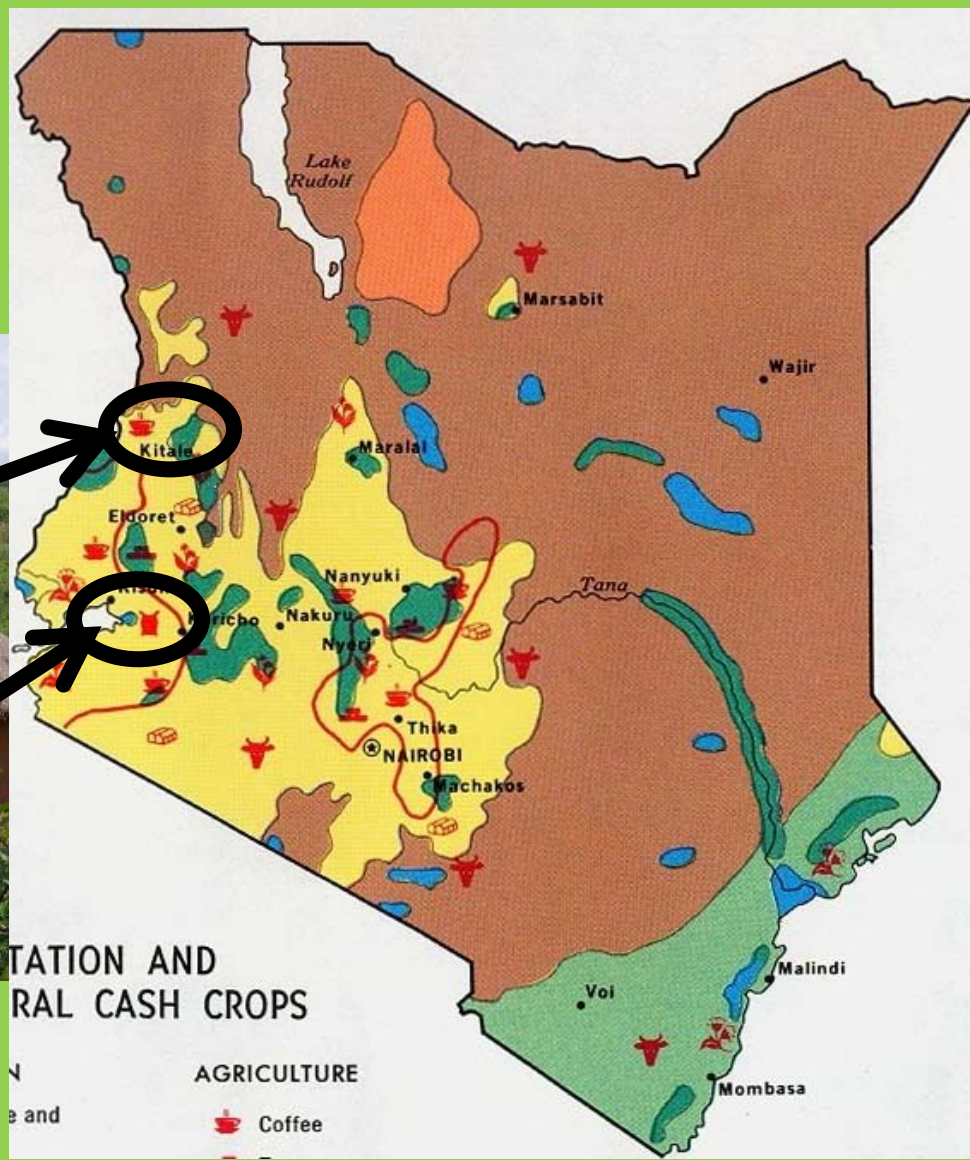 Lake
Rudolf
Marsabit
Wajir
Kitale
Maralal
Eldoret
Nanyuki
Tana
Nakuru
Nyeri
Thika
NAIROBI
Machakos
TATION AND
RAL CASH CROPS
Voi
Malindi
Mombasa
N
AGRICULTURE
e and
Coffee